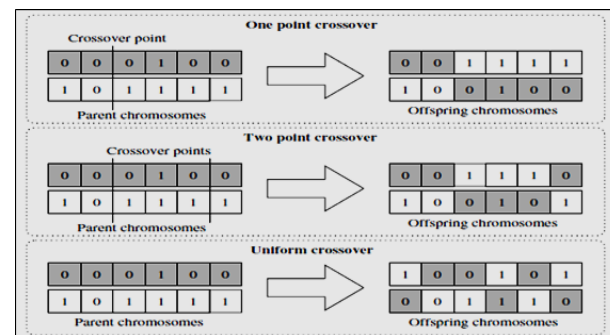 One point crossover
Crossover point
0 0 0 1 0 0 0 0 1 1 1 1
1 0 1 1 1 1 1 0 0 1 0 0
Parent chromosomes Offspring chromosomes
Two point crossover
Crossover points
0 0 0 1 0 0 0 0 1 1 1 0
1 0 1 1 1 1 1 0 0 1 0 1
Parent chromosomes Offspring chromosomes
Uniform crossover
0 0 0 1 0 0 1 0 0 1 0 1
1 0 1 1 1 1 0 0 1 1 1 0
Parent chromosomes Offspring chromosomes